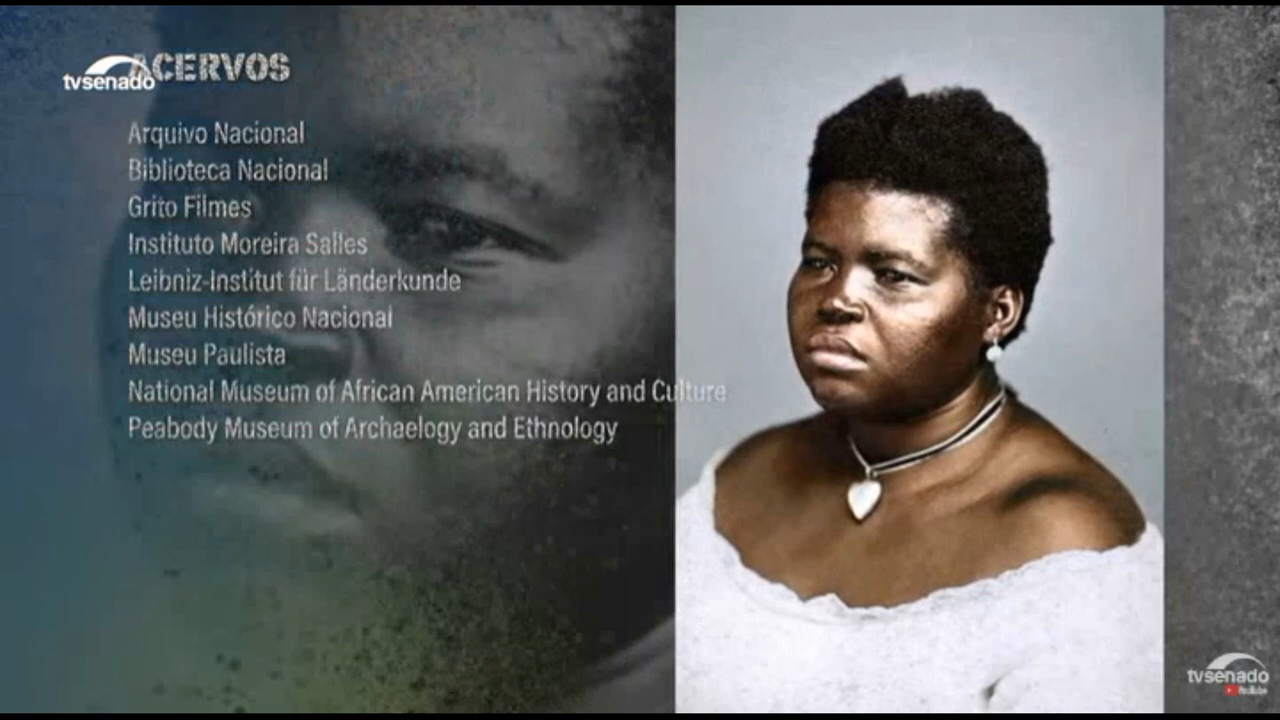 ACERVOS
tvsenado
Arquivo Nacional
Biblioteca Nacional
Grito Filmes
Instituto Moreira Salles
Leibniz-Institut für Länderkunde
Museu Histórico Nacional
Museu Paulista
National Museum of African American History and Culture
Peabody Museum of Archaelogy and Ethnology
tvsenado
YouTube